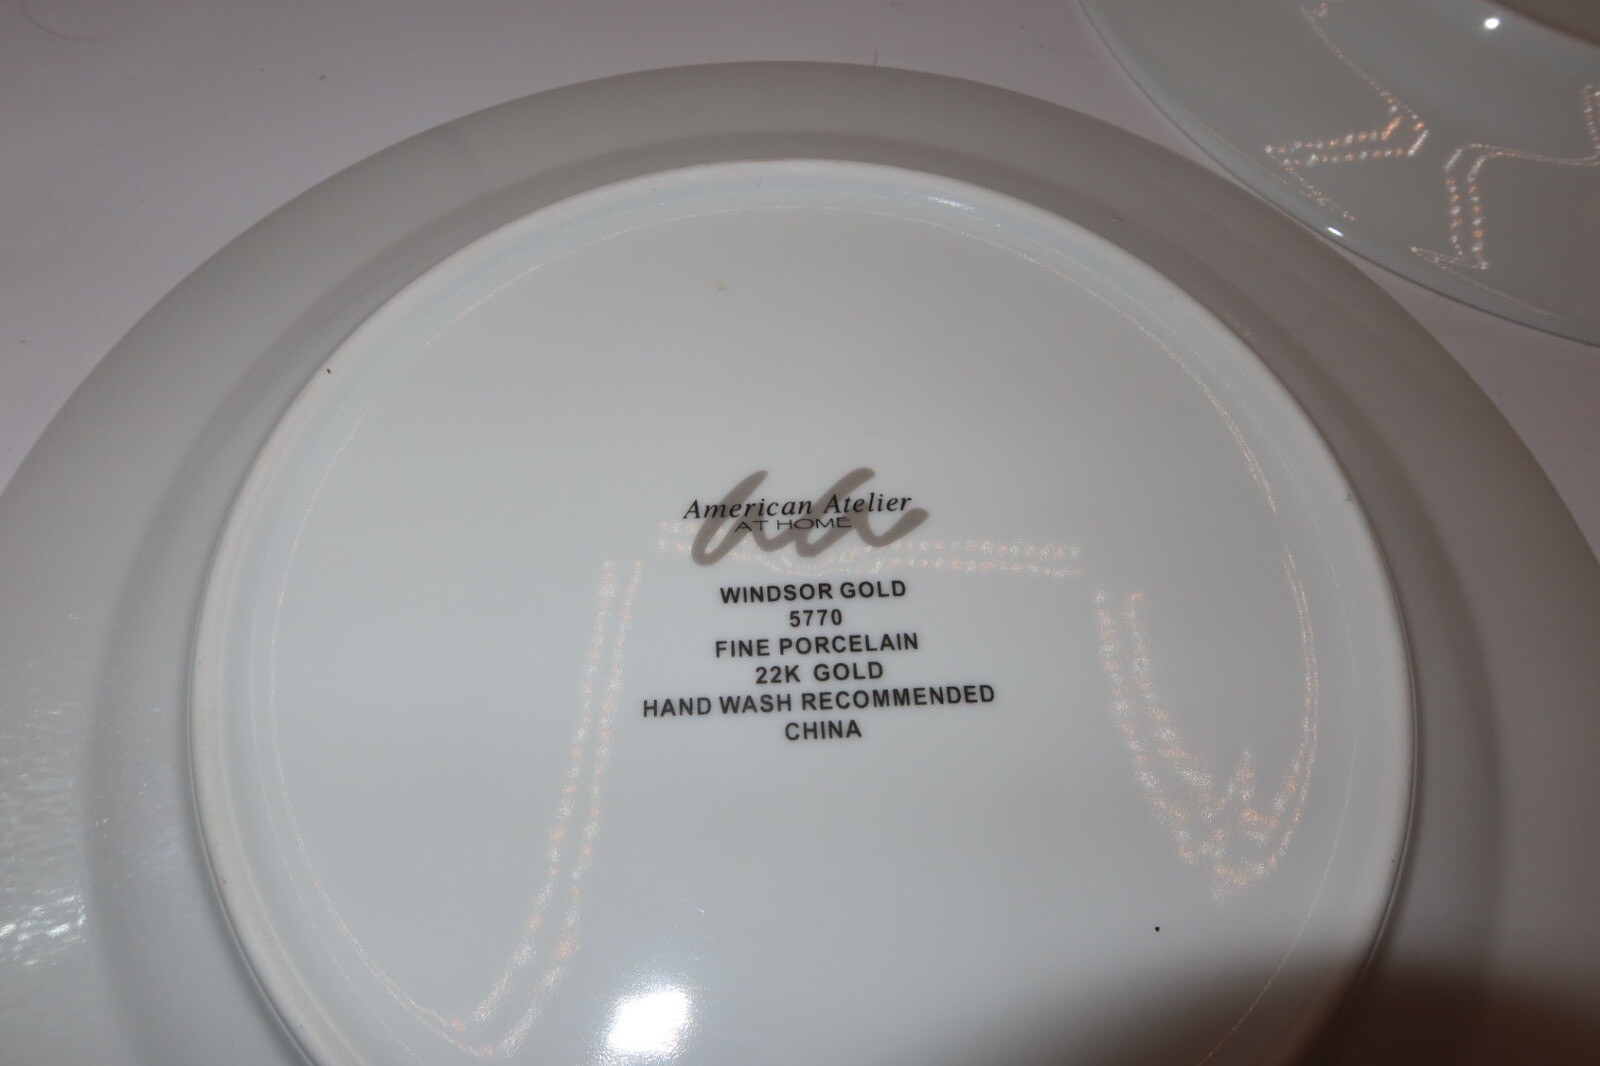 American Atelier
AT HOME
WINDSOR GOLD
5770
FINE PORCELAIN
22K GOLD
HAND WASH RECOMMENDED
CHINA